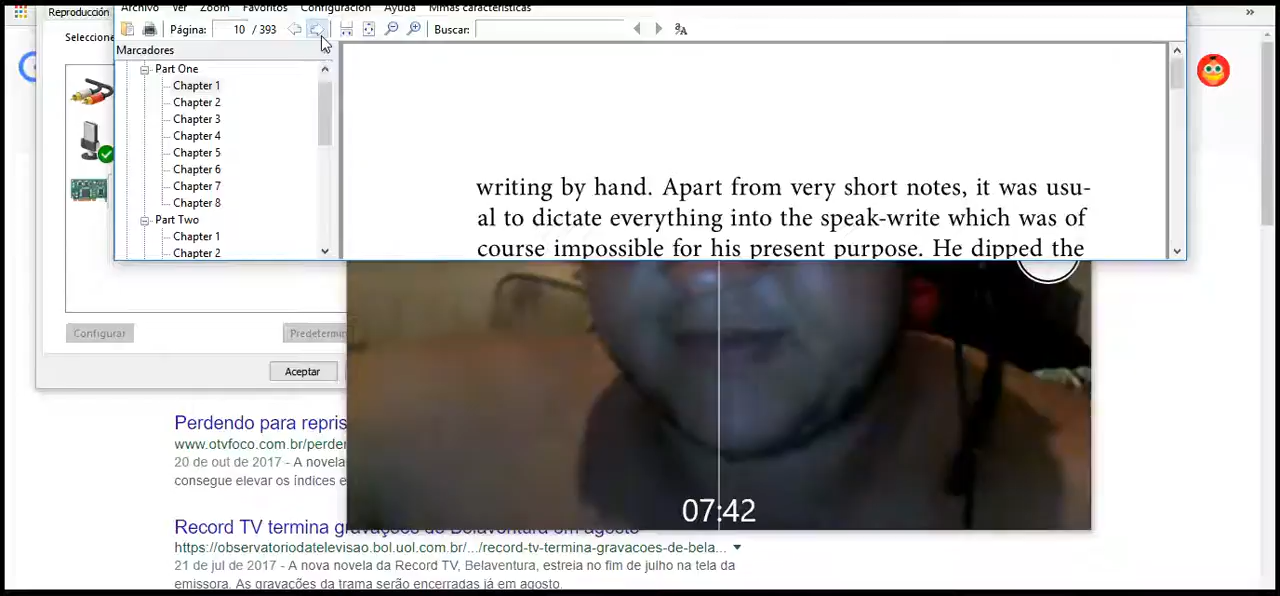 Reproducción
Archivo Ver Zoom Favoritos Configuración Ayuda Mimas características
Página: 10 / 393 Buscar:
Seleccione
Marcadores
Part One
Chapter 1
Chapter 2
Chapter 3
Chapter 4
Chapter 5
Chapter 6
Chapter 7
Chapter 8
Part Two
Chapter 1
Chapter 2
writing by hand. Apart from very short notes, it was usu-
al to dictate everything into the speak-write which was of
course impossible for his present purpose. He dipped the
Configurar
Predetermin
Aceptar
07:42
Perdendo para repris
www.otvfoco.com.br/perder
20 de out de 2017 - A novela
consegue elevar os índices e
Record TV termina gravações de Belaventura em agosto
https://observatoriodatelevisao.bol.uol.com.br/.../record-tv-termina-gravacoes-de-bela...
21 de jul de 2017 - A nova novela da Record TV, Belaventura, estreia no fim de julho na tela da
emissora. As gravações da trama serão encerradas já em agosto.